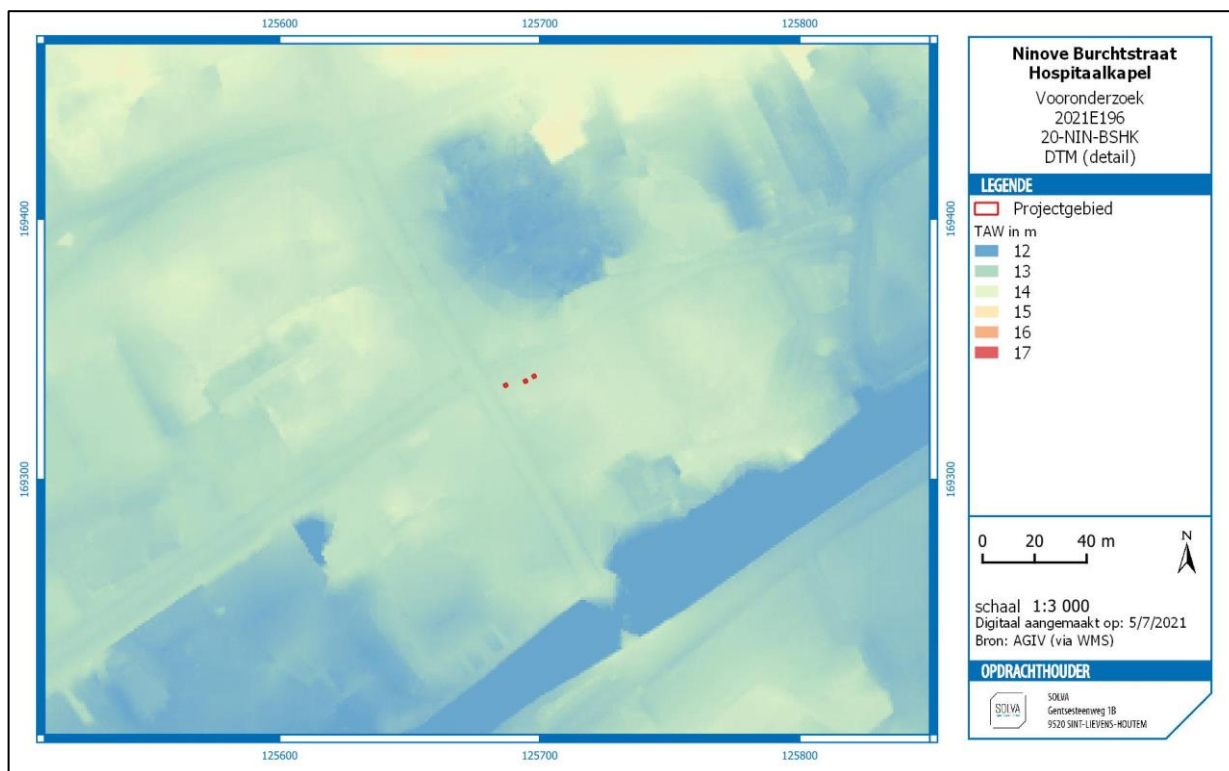 125600
125700
125800
169400
169400
169300
169300
125600
125700
125800
Ninove Burchtstraat
Hospitaalkapel
Vooronderzoek
2021E196
20-NIN-BSHK
DTM (detail)
LEGENDE
Projectgebied
TAW in m
12
13
14
15
16
17
0 20 40 m
N
schaal 1:3 000
Digitaal aangemaakt op: 5/7/2021
Bron: AGIV (via WMS)
OPDRACHTHOUDER
SOLVA
SOLVA
Gentsesteenweg 1B
9520 SINT-LIEVENS-HOUTEM